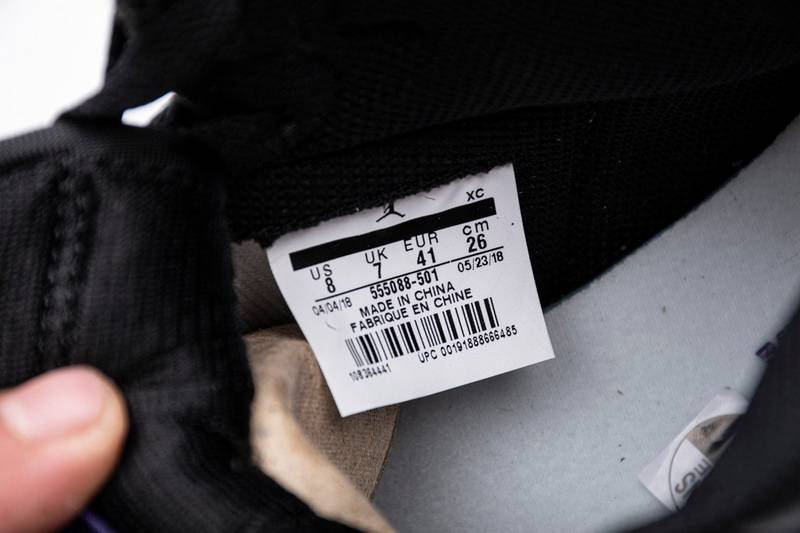 XC
US UK EUR cm
8 7 41 26
04/04/18 555088-501 05/23/18
MADE IN CHINA
FABRIQUE EN CHINE
108364441 UPC 00191888666485